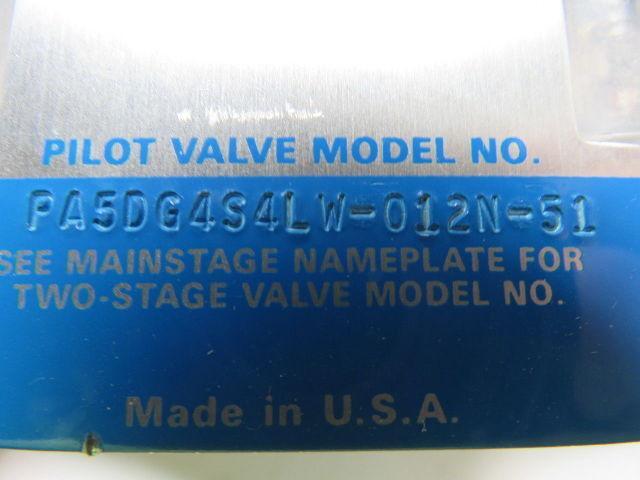 PILOT VALVE MODEL NO.
PA5DG4S4LW-012N-51
SEE MAINSTAGE NAMEPLATE FOR
TWO-STAGE VALVE MODEL NO.
Made in U.S.A.